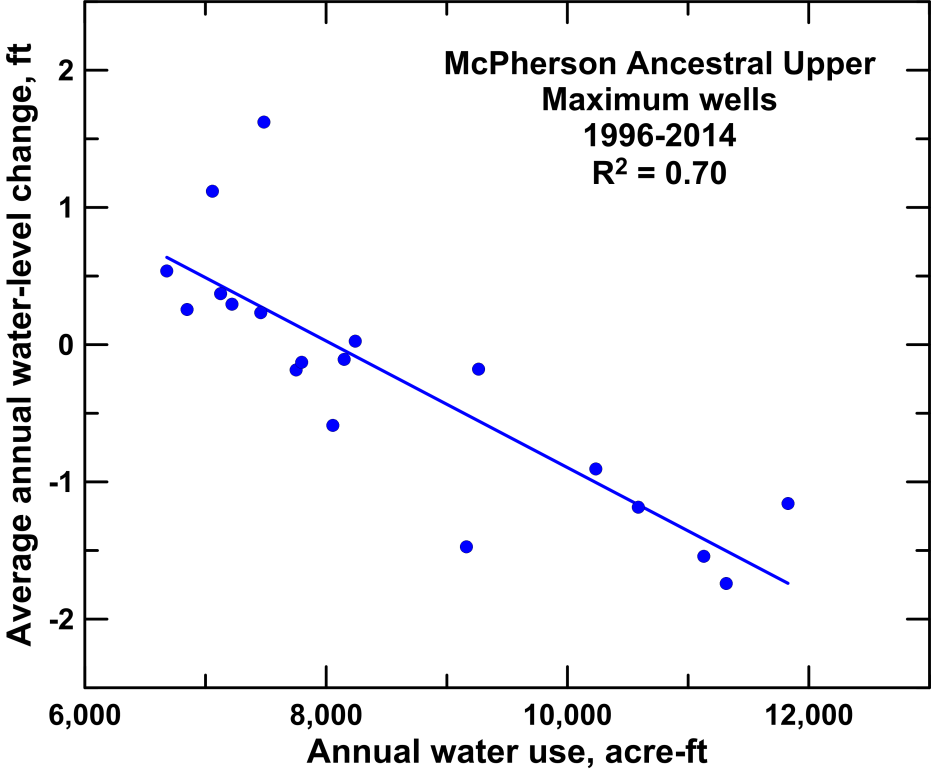 McPherson Ancestral Upper
Maximum wells
1996-2014
R² = 0.70
Average annual water-level change, ft
2
1
0
-1
-2
6,000 8,000 10,000 12,000
Annual water use, acre-ft